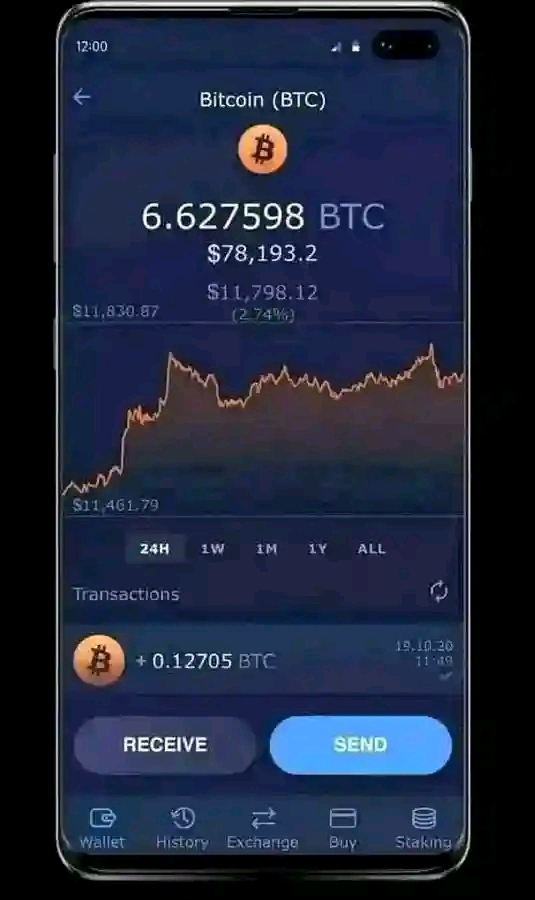 12:00
Bitcoin (BTC)
6.627598 BTC
$78,193.2
$11,798.12
$11,830.87
(2.74%)
$11,461.79
24H 1W 1M 1Y ALL
Transactions
+ 0.12705 BTC
19.10.20
11:49
RECEIVE SEND
Wallet History Exchange Buy Staking